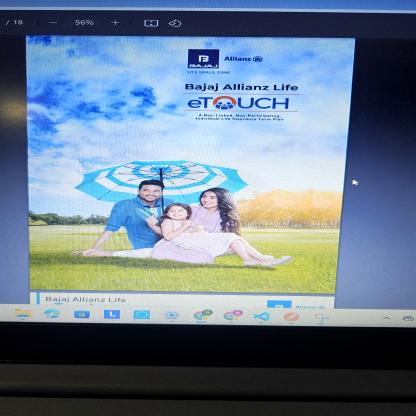 / 18
56%
BAJAJ
Allianz
LIFE GOALS. DONE.
Bajaj Allianz Life
eTOUCH
A Non-Linked, Non-Participating,
Individual Life Insurance Term Plan
Bajaj Allianz Life
Allianz